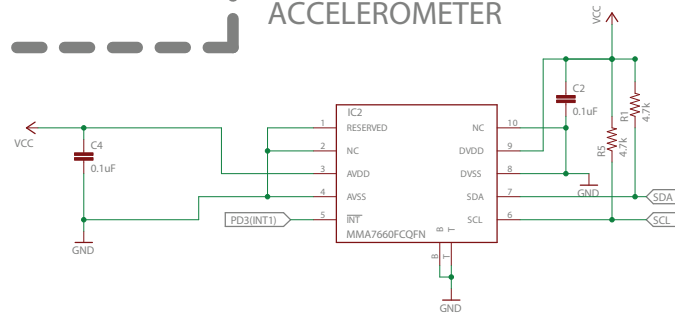 ACCELEROMETER
VCC
C2
0.1uF
R1
4.7k
R5
4.7k
IC2
1 RESERVED NC 10
2 NC DVDD 9
3 AVDD DVSS 8
4 AVSS SDA 7
5 INT SCL 6
MMA7660FCQFN
B T
B T
VCC
C4
0.1uF
GND
PD3(INT1)
GND
SDA
SCL
GND